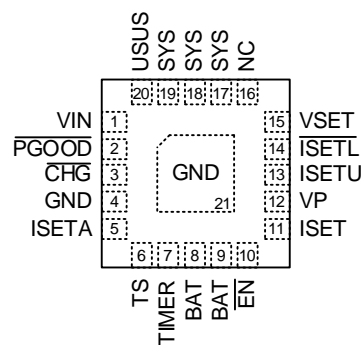 USUS
SYS
SYS
SYS
NC
20 19 18 17 16
VIN 1
PGOOD 2
CHG 3
GND 4
ISETA 5
GND
21
15 VSET
14 ISETL
13 ISETU
12 VP
11 ISET
6 7 8 9 10
TS
TIMER
BAT
BAT
EN